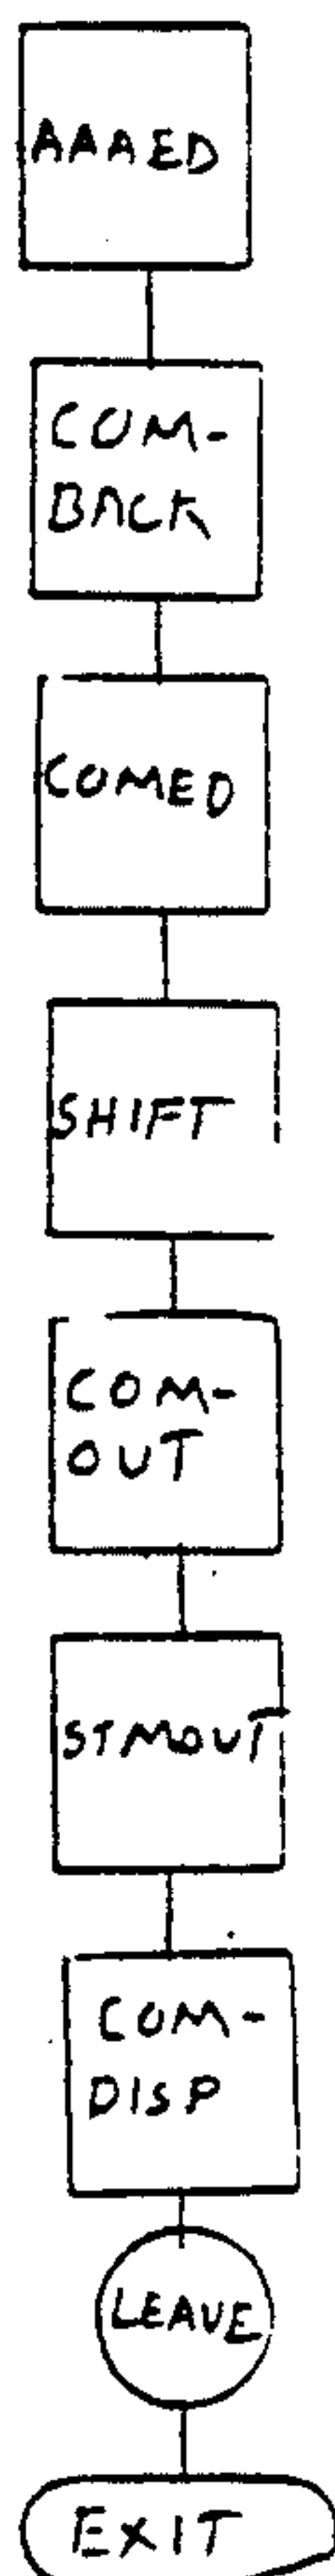 AAAED
COM-
BACK
COMED
SHIFT
COM-
OUT
STMOUT
COM-
DISP
LEAVE
EXIT